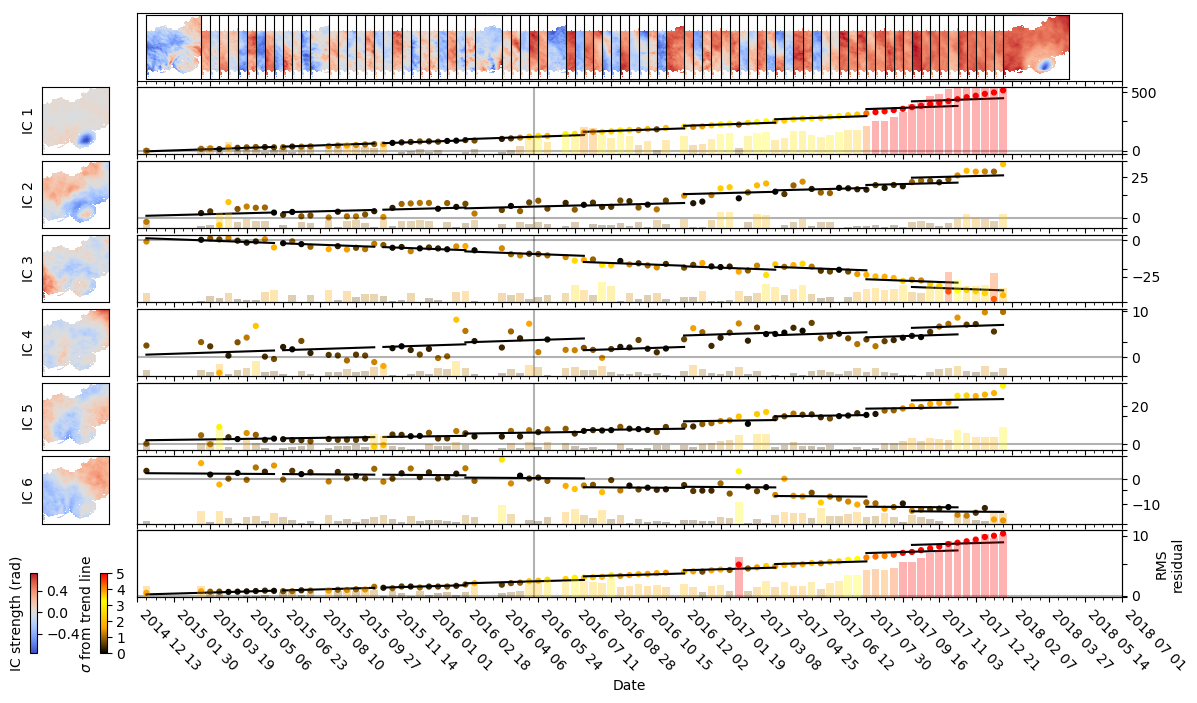 IC 1
500
0
IC 2
25
0
IC 3
0
−25
IC 4
10
0
IC 5
20
0
IC 6
0
−10
10
0
RMS
residual
IC strength (rad)
0.4
0.0
−0.4
σ from trend line
5
4
3
2
1
0
2014 12 13
2015 01 30
2015 03 19
2015 05 06
2015 06 23
2015 08 10
2015 09 27
2015 11 14
2016 01 01
2016 02 18
2016 04 06
2016 05 24
2016 07 11
2016 08 28
2016 10 15
2016 12 02
2017 01 19
2017 03 08
2017 04 25
2017 06 12
2017 07 30
2017 09 16
2017 11 03
2017 12 21
2018 02 07
2018 03 27
2018 05 14
2018 07 01
Date